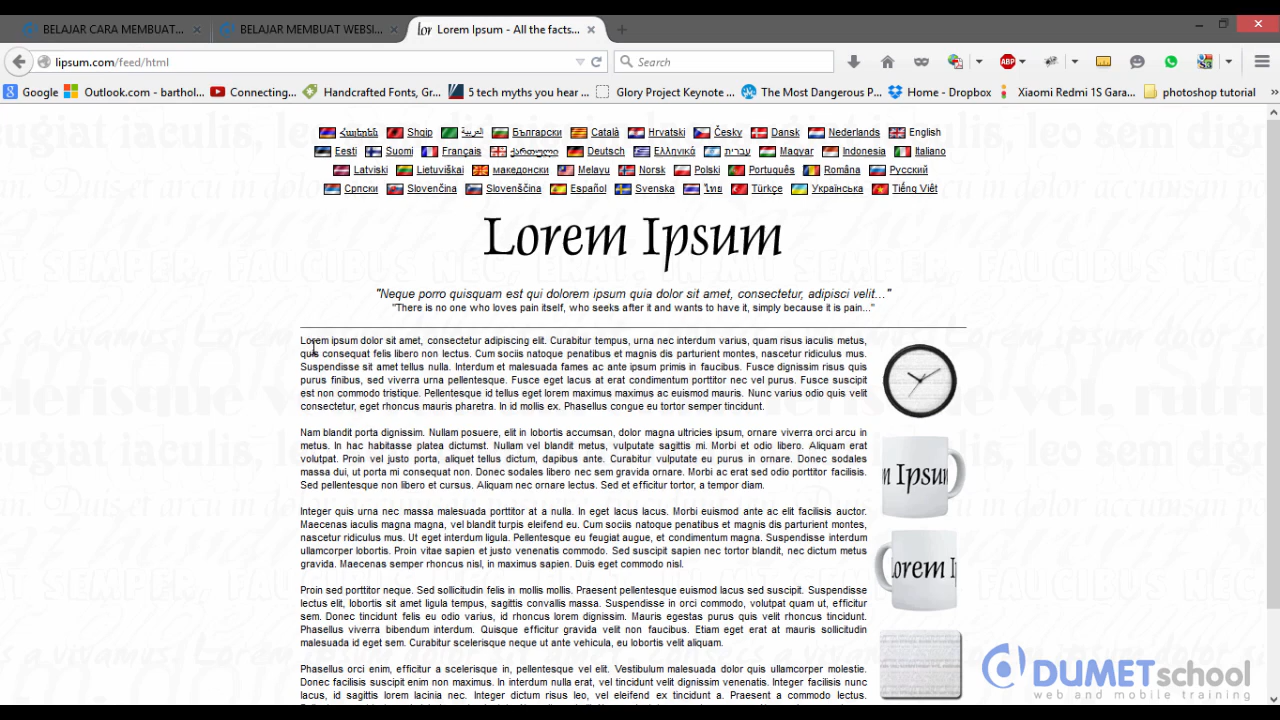 BELAJAR CARA MEMBUAT... BELAJAR MEMBUAT WEBSI... Lorem Ipsum - All the facts...
lipsum.com/feed/html Search
Google Outlook.com - barthol... Connecting... Handcrafted Fonts, Gr... 5 tech myths you hear ... Glory Project Keynote ... The Most Dangerous P... Home - Dropbox Xiaomi Redmi 1S Gara... photoshop tutorial
Հայերեն Shqip العربية Български Català Hrvatski Česky Dansk Nederlands English
Eesti Suomi Français ქართული Deutsch Ελληνικά עברית Magyar Indonesia Italiano
Latviski Lietuviškai македонски Melayu Norsk Polski Português Româna Русский
Српски Slovenčina Slovenščina Español Svenska ไทย Türkçe Українська Tiếng Việt
Lorem Ipsum
"Neque porro quisquam est qui dolorem ipsum quia dolor sit amet, consectetur, adipisci velit..."
"There is no one who loves pain itself, who seeks after it and wants to have it, simply because it is pain..."
Lorem ipsum dolor sit amet, consectetur adipiscing elit. Curabitur tempus, urna nec interdum varius, quam risus iaculis metus,
quis consequat felis libero non lectus. Cum sociis natoque penatibus et magnis dis parturient montes, nascetur ridiculus mus.
Suspendisse sit amet tellus nulla. Interdum et malesuada fames ac ante ipsum primis in faucibus. Fusce dignissim risus quis
purus finibus, sed viverra urna pellentesque. Fusce eget lacus at erat condimentum porttitor nec vel purus. Fusce suscipit
est non commodo tristique. Pellentesque id tellus eget lorem maximus maximus ac euismod mauris. Nunc varius odio quis velit
consectetur, eget rhoncus mauris pharetra. In id mollis ex. Phasellus congue eu tortor semper tincidunt.
Nam blandit porta dignissim. Nullam posuere, elit in lobortis accumsan, dolor magna ultricies ipsum, ornare viverra orci arcu in
metus. In hac habitasse platea dictumst. Nullam vel blandit metus, vulputate sagittis mi. Morbi et odio libero. Aliquam erat
volutpat. Proin vel justo porta, aliquet tellus dictum, dapibus ante. Curabitur vulputate eu purus in ornare. Donec sodales
massa dui, ut porta mi consequat non. Donec sodales libero nec sem gravida ornare. Morbi ac erat sed odio porttitor facilisis.
Sed pellentesque non libero et cursus. Aliquam nec ornare lectus. Sed et efficitur tortor, a tempor diam.
Integer quis urna nec massa malesuada porttitor at a nulla. In eget lacus lacus. Morbi euismod ante ac elit facilisis auctor.
Maecenas iaculis magna magna, vel blandit turpis eleifend eu. Cum sociis natoque penatibus et magnis dis parturient montes,
nascetur ridiculus mus. Ut eget interdum ligula. Pellentesque eu feugiat augue, et condimentum magna. Suspendisse interdum
ullamcorper lobortis. Proin vitae sapien et justo venenatis commodo. Sed suscipit sapien nec tortor blandit, nec dictum metus
gravida. Maecenas semper rhoncus nisl, in maximus sapien. Duis eget commodo nisl.
Proin sed porttitor neque. Sed sollicitudin felis in mollis mollis. Praesent pellentesque euismod lacus sed suscipit. Suspendisse
lectus elit, lobortis sit amet ligula tempus, sagittis convallis massa. Suspendisse in orci commodo, volutpat quam ut, efficitur
sem. Donec tincidunt felis eu odio varius, id rhoncus lorem dignissim. Mauris egestas purus quis velit rhoncus tincidunt.
Phasellus viverra bibendum interdum. Quisque efficitur gravida velit non faucibus. Etiam eget erat at mauris sollicitudin
malesuada id eget sem. Curabitur scelerisque neque ut ante vehicula, eu lobortis velit aliquam.
Phasellus orci enim, efficitur a scelerisque in, pellentesque vel elit. Vestibulum malesuada dolor quis ullamcorper molestie.
Donec facilisis suscipit enim non maximus. In interdum nulla erat, vel tincidunt dignissim venenatis. Integer facilisis nunc
lacus, id sagittis lorem lacinia nec. Integer dictum risus leo, vel eleifend ex tincidunt a. Praesent a commodo lectus.
m Ipsum
Lorem I
DUMETschool
web and mobile training